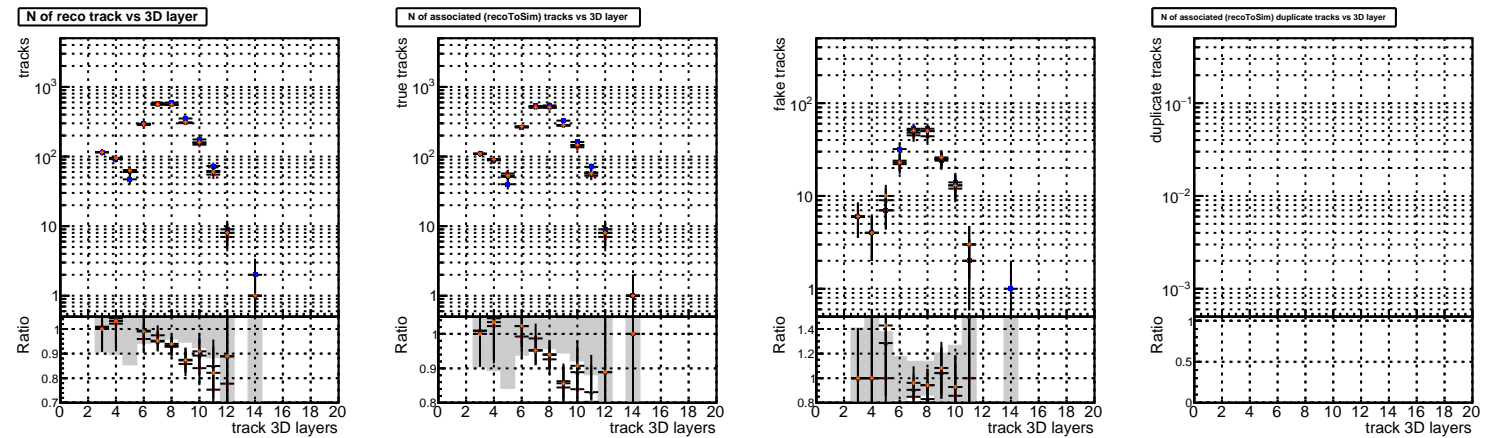 N of reco track vs 3D layer
tracks
10³
10²
10
1
Ratio
1
0.9
0.8
0.7
0 2 4 6 8 10 12 14 16 18 20
track 3D layers
N of associated (recoToSim) tracks vs 3D layer
true tracks
10³
10²
10
1
Ratio
1
0.9
0.8
0 2 4 6 8 10 12 14 16 18 20
track 3D layers
fake tracks
10²
10
1
Ratio
1.4
1.2
1
0.8
0 2 4 6 8 10 12 14 16 18 20
track 3D layers
N of associated (recoToSim) duplicate tracks vs 3D layer
duplicate tracks
10⁻¹
10⁻²
10⁻³
Ratio
1
0.5
0
0 2 4 6 8 10 12 14 16 18 20
track 3D layers